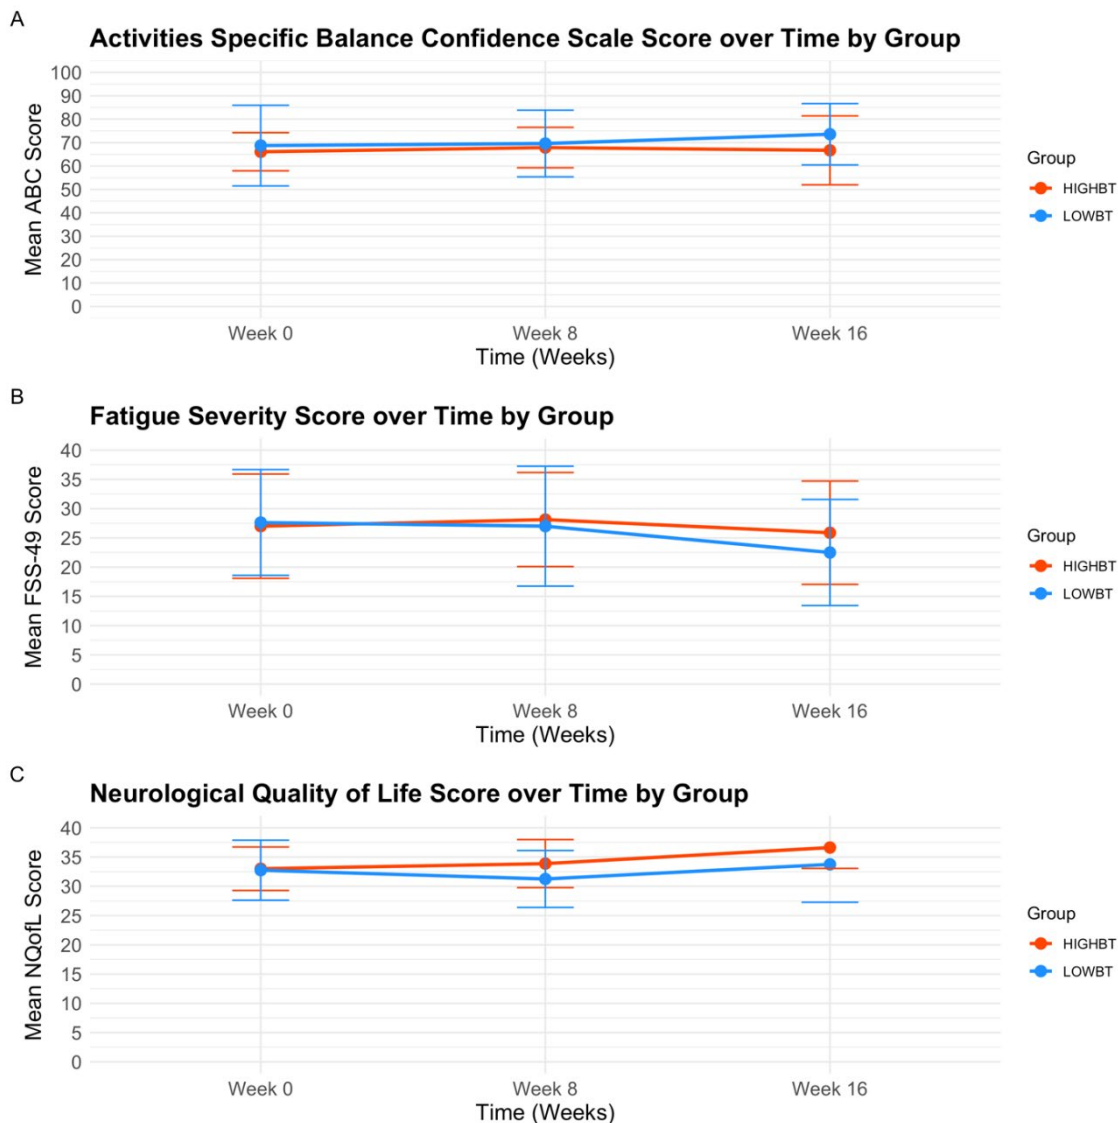 A
Activities Specific Balance Confidence Scale Score over Time by Group
100
90
80
70
60
50
40
30
20
10
0
Mean ABC Score
Week 0
Week 8
Week 16
Time (Weeks)
Group
HIGHBT
LOWBT
B
Fatigue Severity Score over Time by Group
40
35
30
25
20
15
10
5
0
Mean FSS-49 Score
Week 0
Week 8
Week 16
Time (Weeks)
Group
HIGHBT
LOWBT
C
Neurological Quality of Life Score over Time by Group
40
35
30
25
20
15
10
5
0
Mean NQofL Score
Week 0
Week 8
Week 16
Time (Weeks)
Group
HIGHBT
LOWBT